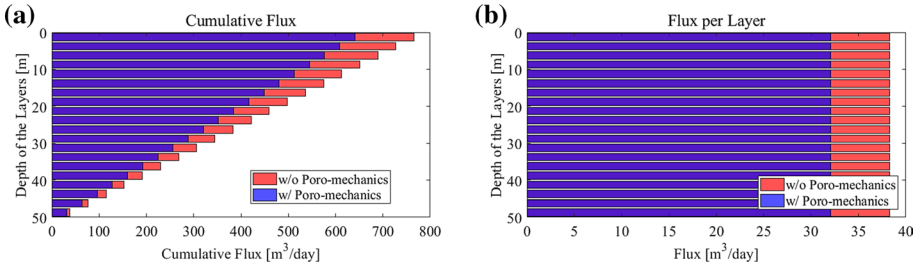 (a)
Cumulative Flux
Depth of the Layers [m]
0
10
20
30
40
50
w/o Poro-mechanics
w/ Poro-mechanics
0 100 200 300 400 500 600 700 800
Cumulative Flux [m³/day]
(b)
Flux per Layer
Depth of the Layers [m]
0
10
20
30
40
50
w/o Poro-mechanics
w/ Poro-mechanics
0 5 10 15 20 25 30 35 40
Flux [m³/day]